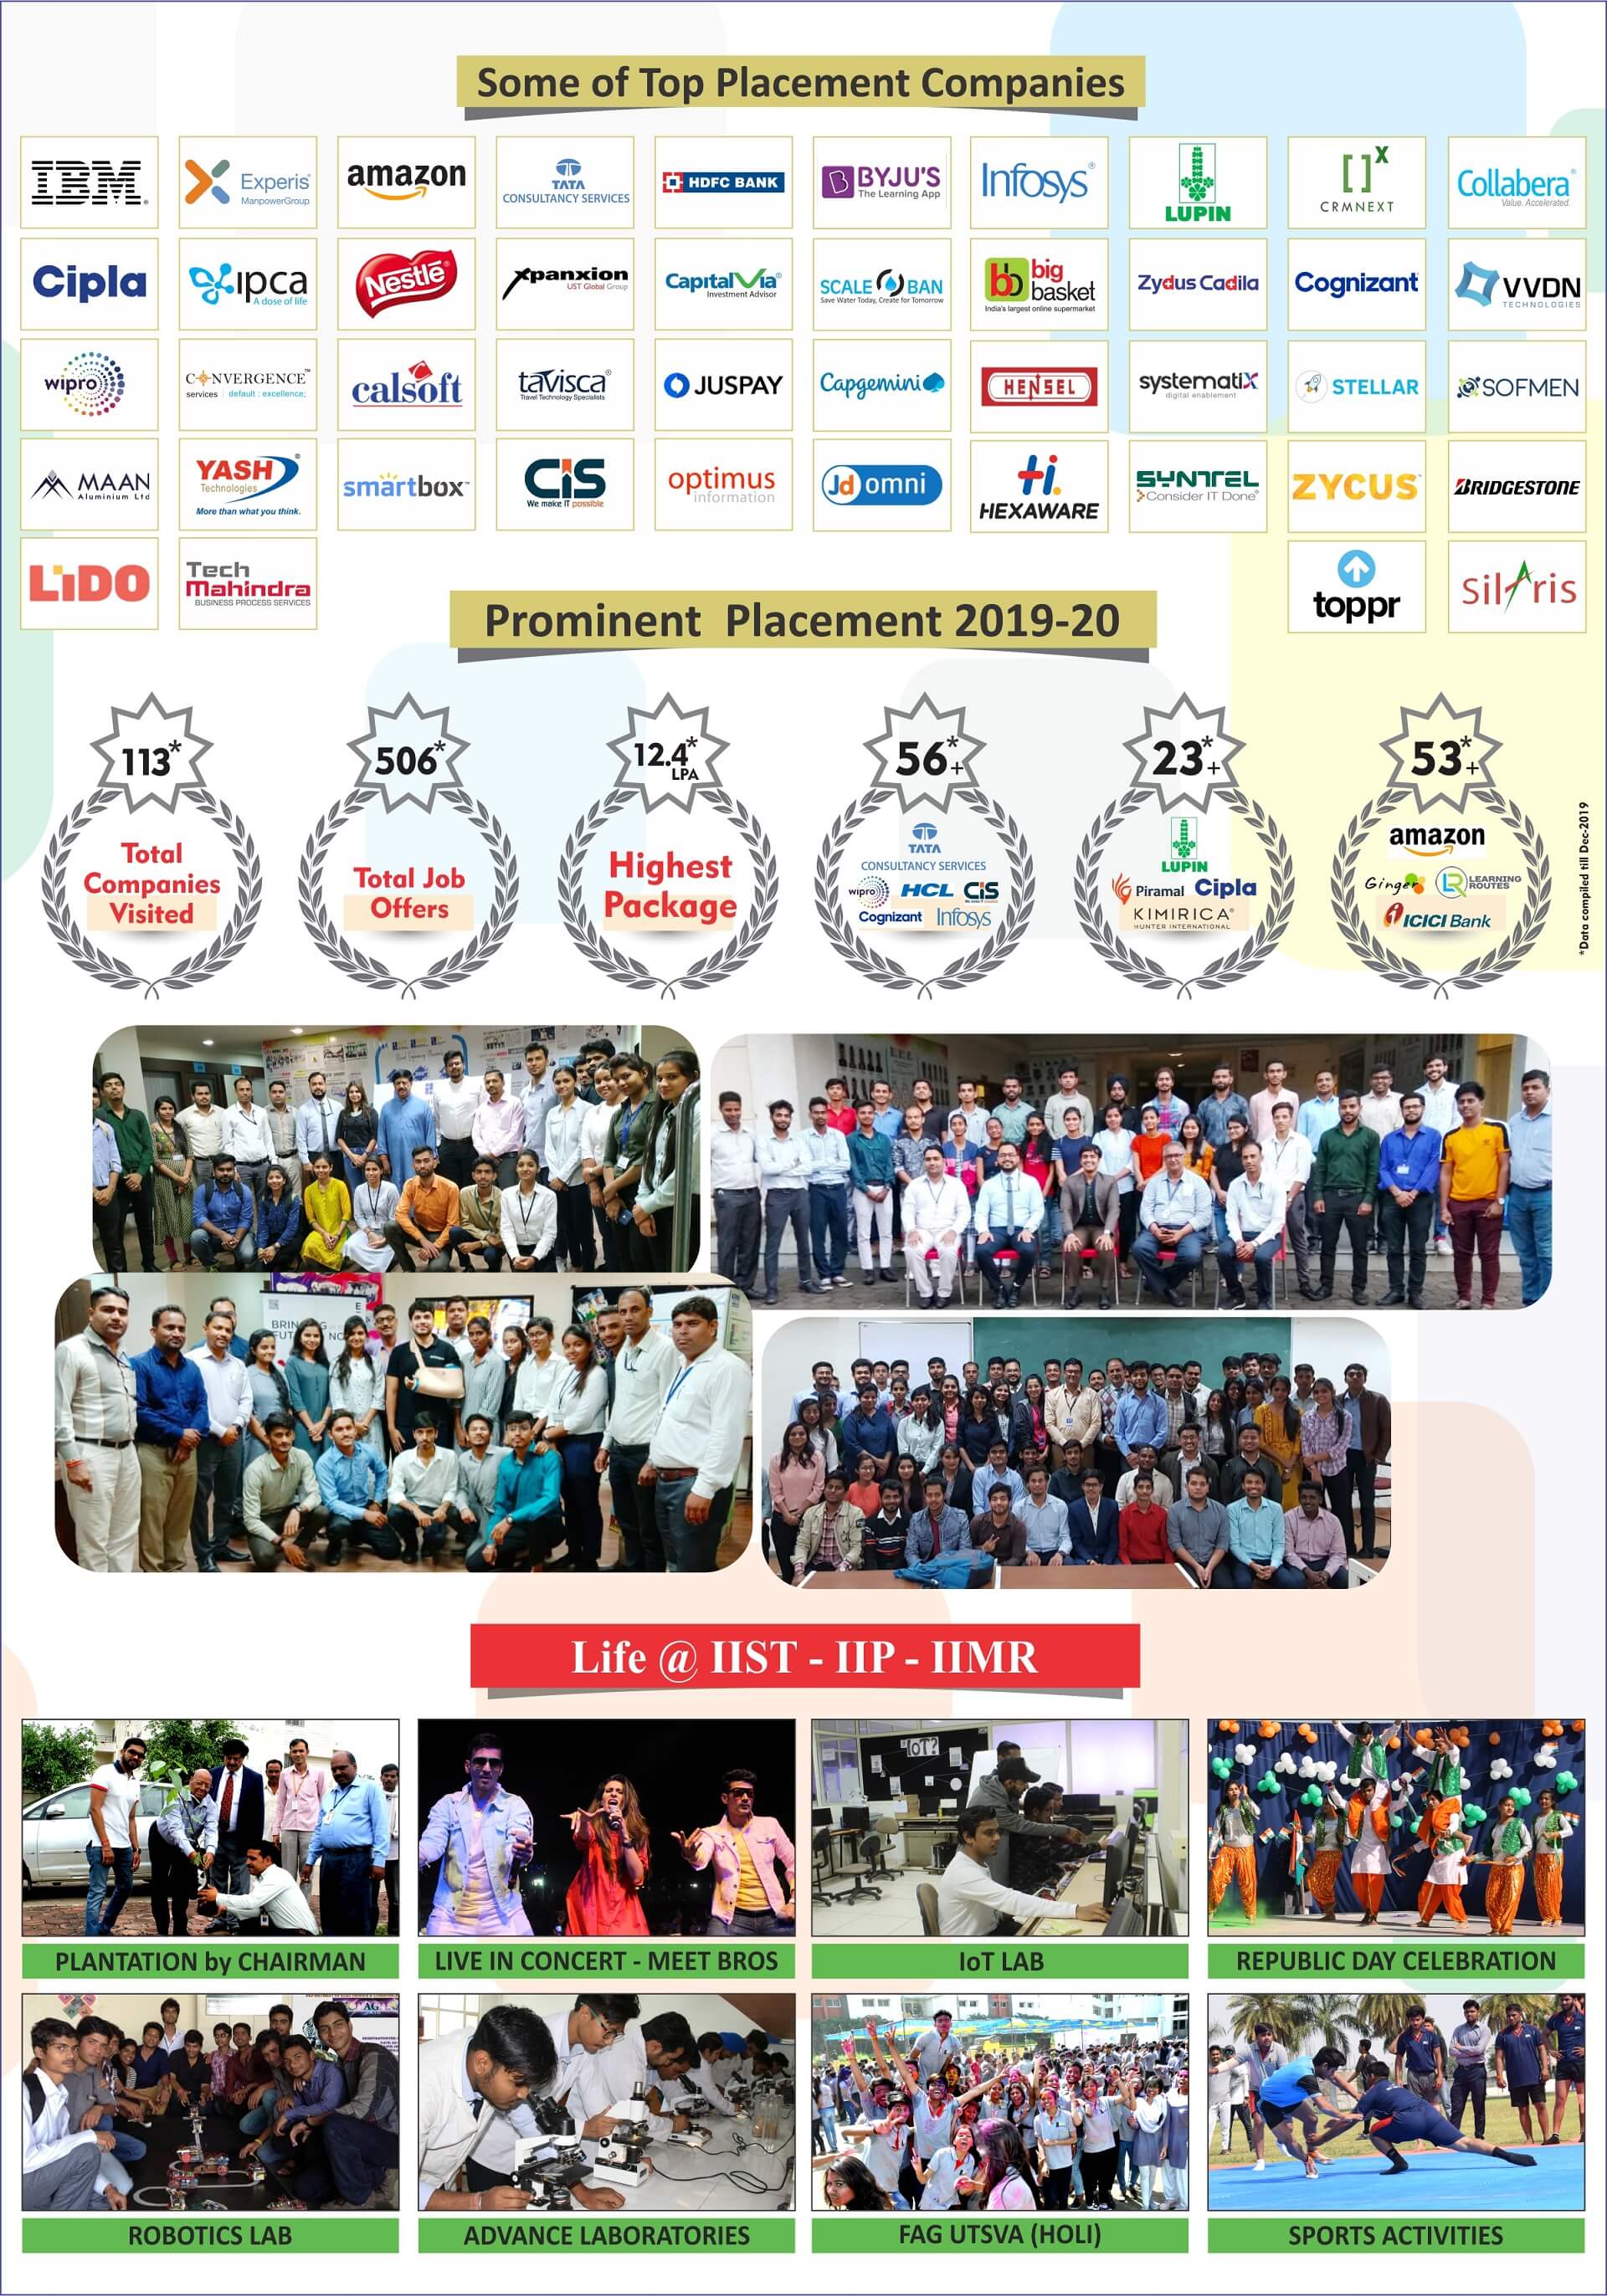 Some of Top Placement Companies
IBM
Experis
ManpowerGroup
amazon
TATA
CONSULTANCY SERVICES
HDFC BANK
BYJU'S
The Learning App
Infosys
LUPIN
[] X
CRMNEXT
Collabera
Value. Accelerated.
Cipla
ipca
A dose of life
Nestlé
Xpanxion
UST Global Group
CapitalVia
Investment Advisor
SCALE BAN
Save Water Today, Create for Tomorrow
bb big
basket
India's largest online supermarket
Zydus Cadila
Cognizant
VVDN
TECHNOLOGIES
wipro
CONVERGENCE™
services | default : excellence;
calsoft
tavisca
Travel Technology Specialists
JUSPAY
Capgemini
HENSEL
systematix
digital enablement
STELLAR
SOFMEN
MAAN
Aluminium Ltd
YASH
Technologies
More than what you think.
smartbox™
CiS
We make IT possible
optimus
information
Jd omni
Hi.
HEXAWARE
SYNTEL
Consider IT Done®
ZYCUS
BRIDGESTONE
LiDO
Tech
Mahindra
BUSINESS PROCESS SERVICES
toppr
silaris
Prominent Placement 2019-20
113*
Total
Companies
Visited
506*
Total Job
Offers
12.4*
LPA
Highest
Package
56*+
TATA
CONSULTANCY SERVICES
wipro HCL CiS
Cognizant Infosys
23*+
LUPIN
Piramal Cipla
KIMIRICA®
HUNTER INTERNATIONAL
53*+
amazon
Ginger LR LEARNING
ROUTES
ICICI Bank
*Data compiled till Dec-2019
Life @ IIST - IIP - IIMR
IOT?
PLANTATION by CHAIRMAN
LIVE IN CONCERT - MEET BROS
IoT LAB
REPUBLIC DAY CELEBRATION
ROBOTICS LAB
ADVANCE LABORATORIES
FAG UTSVA (HOLI)
SPORTS ACTIVITIES